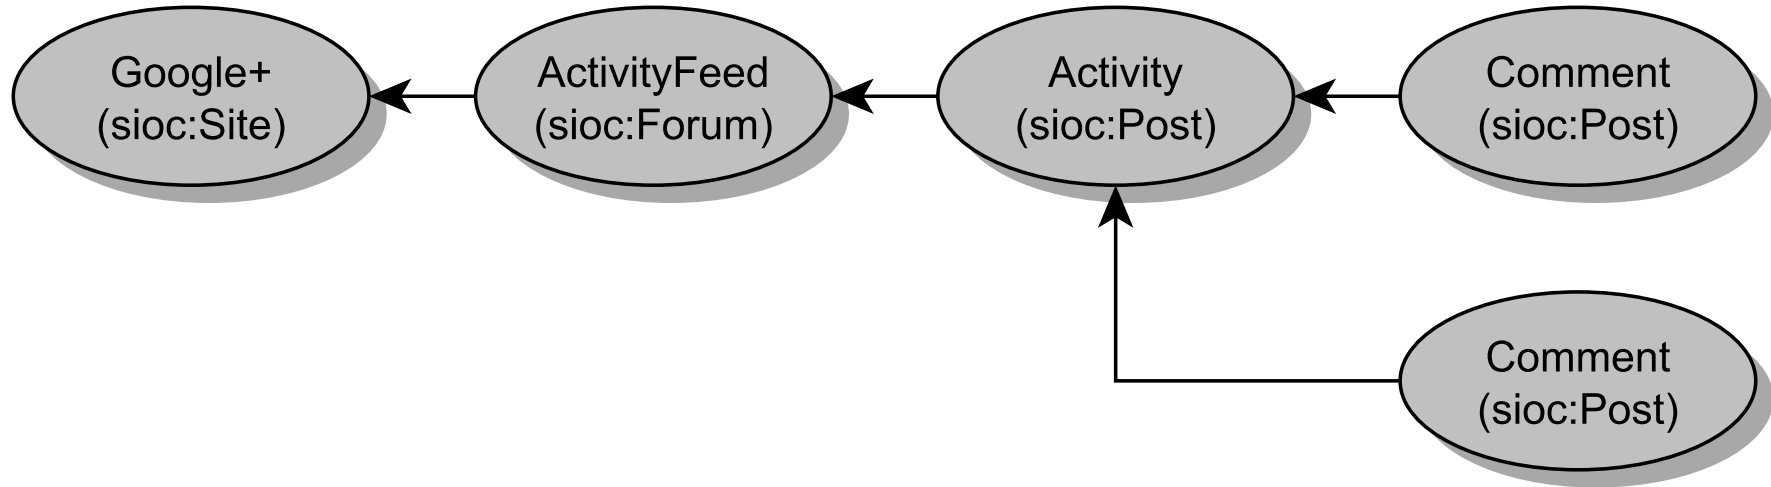 Google+
(sioc:Site)
ActivityFeed
(sioc:Forum)
Activity
(sioc:Post)
Comment
(sioc:Post)
Comment
(sioc:Post)